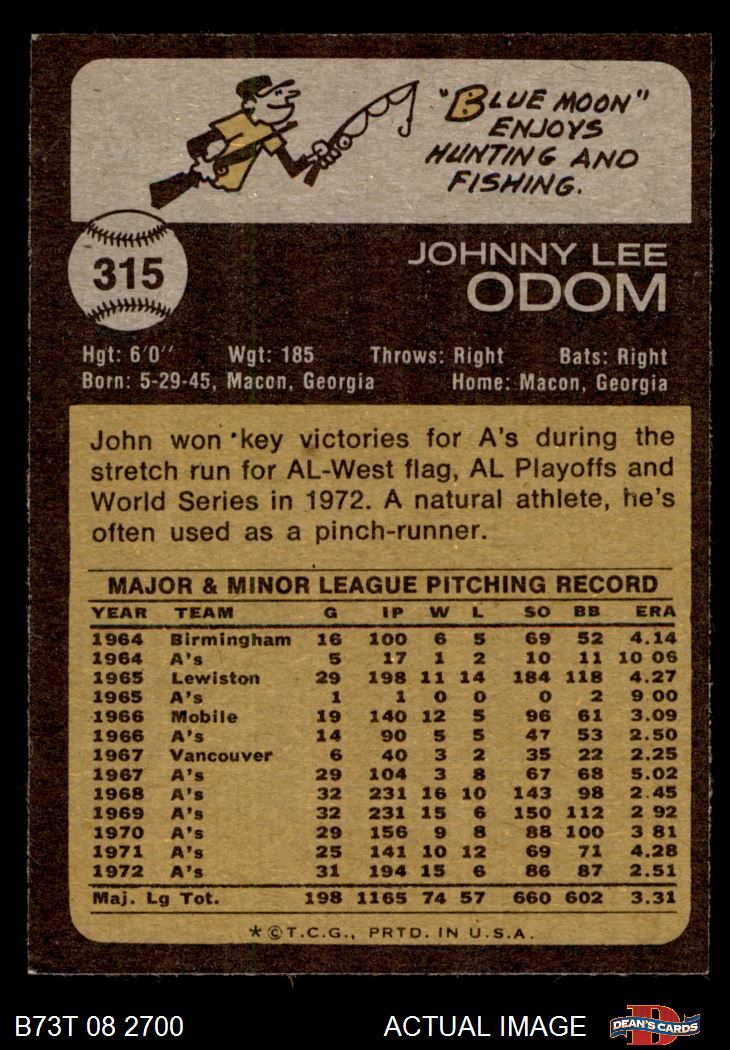 "BLUE MOON"
ENJOYS
HUNTING AND
FISHING.
315
JOHNNY LEE
ODOM
Hgt: 6'0'' Wgt: 185 Throws: Right Bats: Right
Born: 5-29-45, Macon, Georgia Home: Macon, Georgia
John won key victories for A's during the
stretch run for AL-West flag, AL Playoffs and
World Series in 1972. A natural athlete, he's
often used as a pinch-runner.
MAJOR & MINOR LEAGUE PITCHING RECORD
YEAR TEAM G IP W L SO BB ERA
1964 Birmingham 16 100 6 5 69 52 4.14
1964 A's 5 17 1 2 10 11 10 06
1965 Lewiston 29 198 11 14 184 118 4.27
1965 A's 1 1 0 0 0 2 9 00
1966 Mobile 19 140 12 5 96 61 3.09
1966 A's 14 90 5 5 47 53 2.50
1967 Vancouver 6 40 3 2 35 22 2.25
1967 A's 29 104 3 8 67 68 5.02
1968 A's 32 231 16 10 143 98 2.45
1969 A's 32 231 15 6 150 112 2 92
1970 A's 29 156 9 8 88 100 3 81
1971 A's 25 141 10 12 69 71 4.28
1972 A's 31 194 15 6 86 87 2.51
Maj. Lg Tot. 198 1165 74 57 660 602 3.31
*©T.C.G., PRTD. IN U.S.A.
B73T 08 2700 ACTUAL IMAGE DEAN'S CARDS